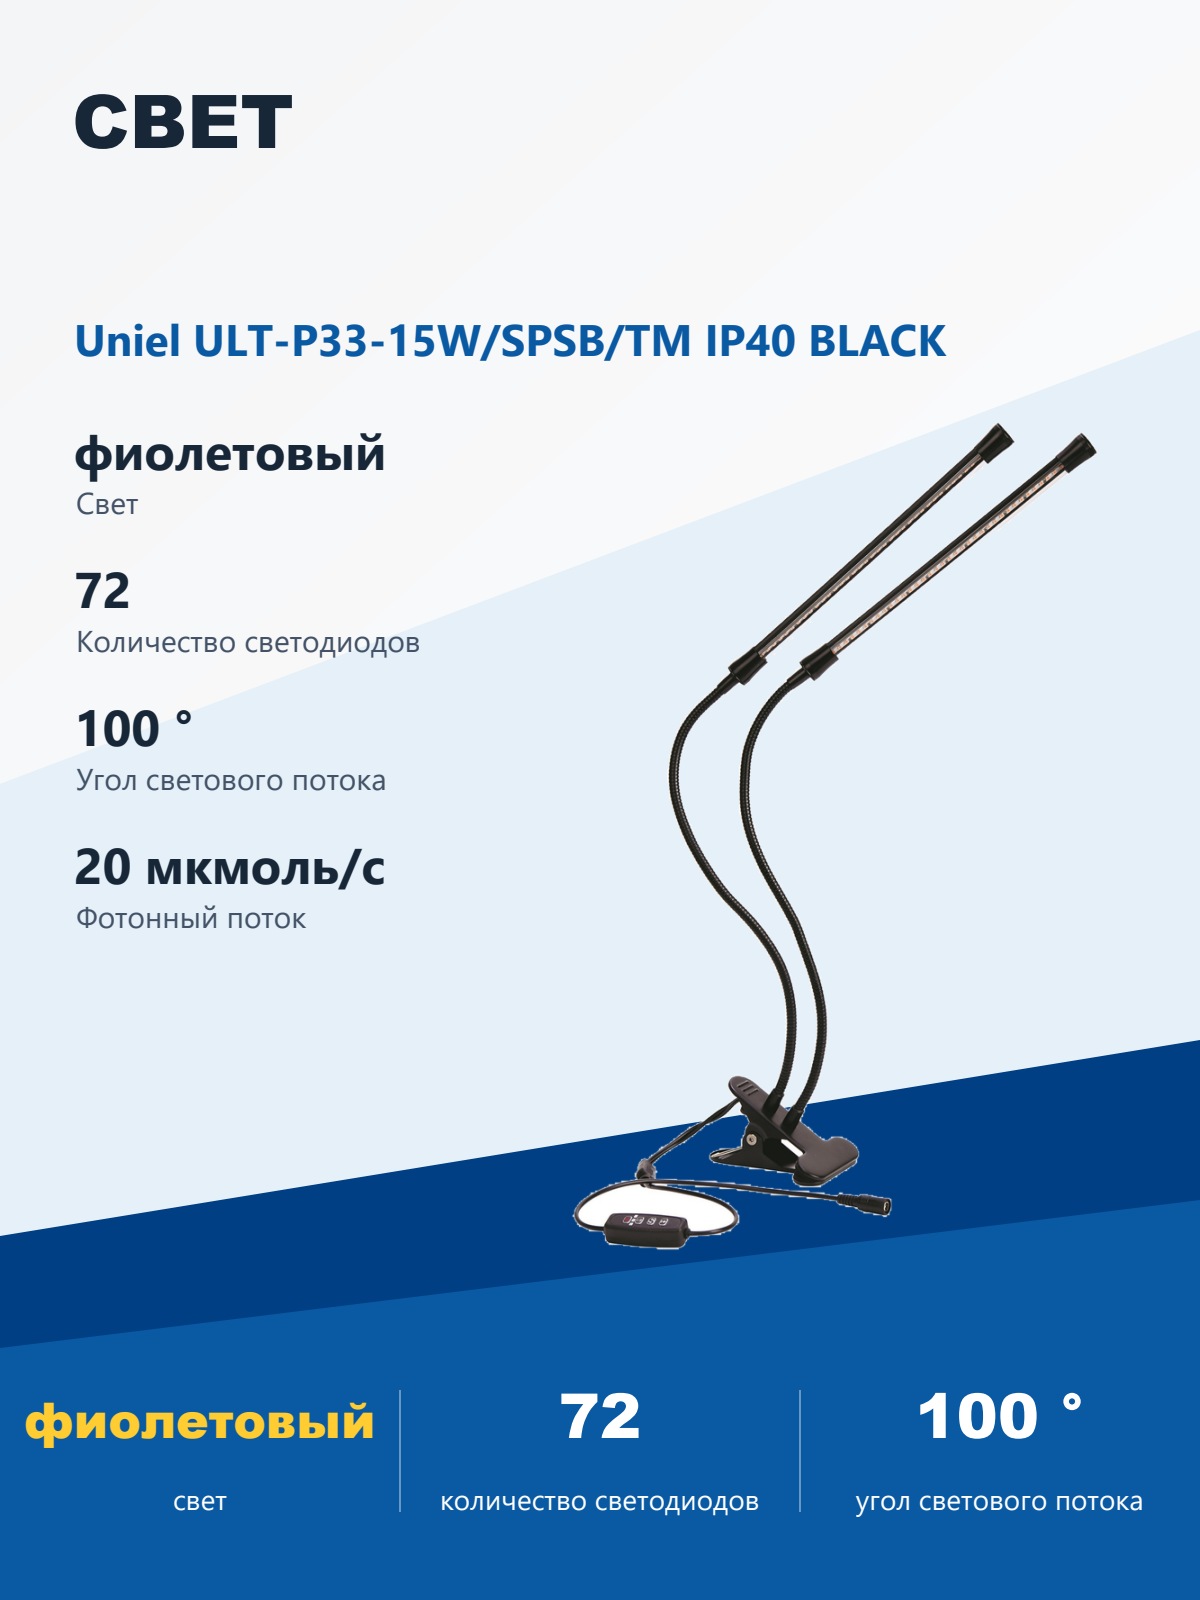 СВЕТ
Uniel ULT-P33-15W/SPSB/TM IP40 BLACK
фиолетовый
Свет
72
Количество светодиодов
100 °
Угол светового потока
20 мкмоль/с
Фотонный поток
фиолетовый
свет
72
количество светодиодов
100 °
угол светового потока